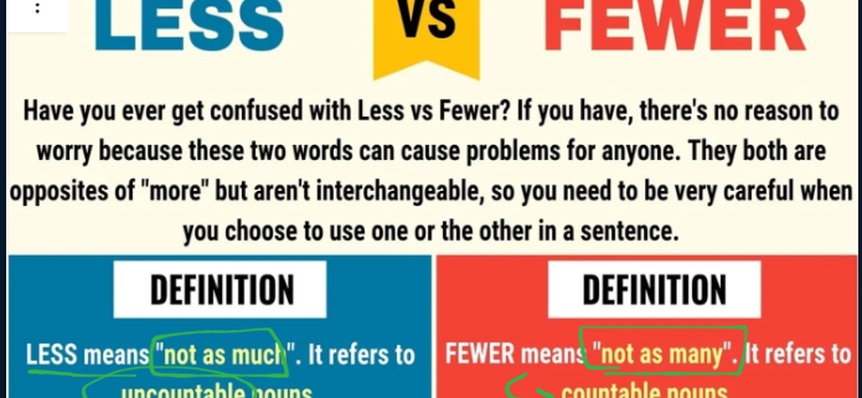 LESS VS FEWER
Have you ever get confused with Less vs Fewer? If you have, there's no reason to
worry because these two words can cause problems for anyone. They both are
opposites of "more" but aren't interchangeable, so you need to be very careful when
you choose to use one or the other in a sentence.
DEFINITION
LESS means "not as much". It refers to
uncountable nouns
DEFINITION
FEWER means "not as many". It refers to
countable nouns